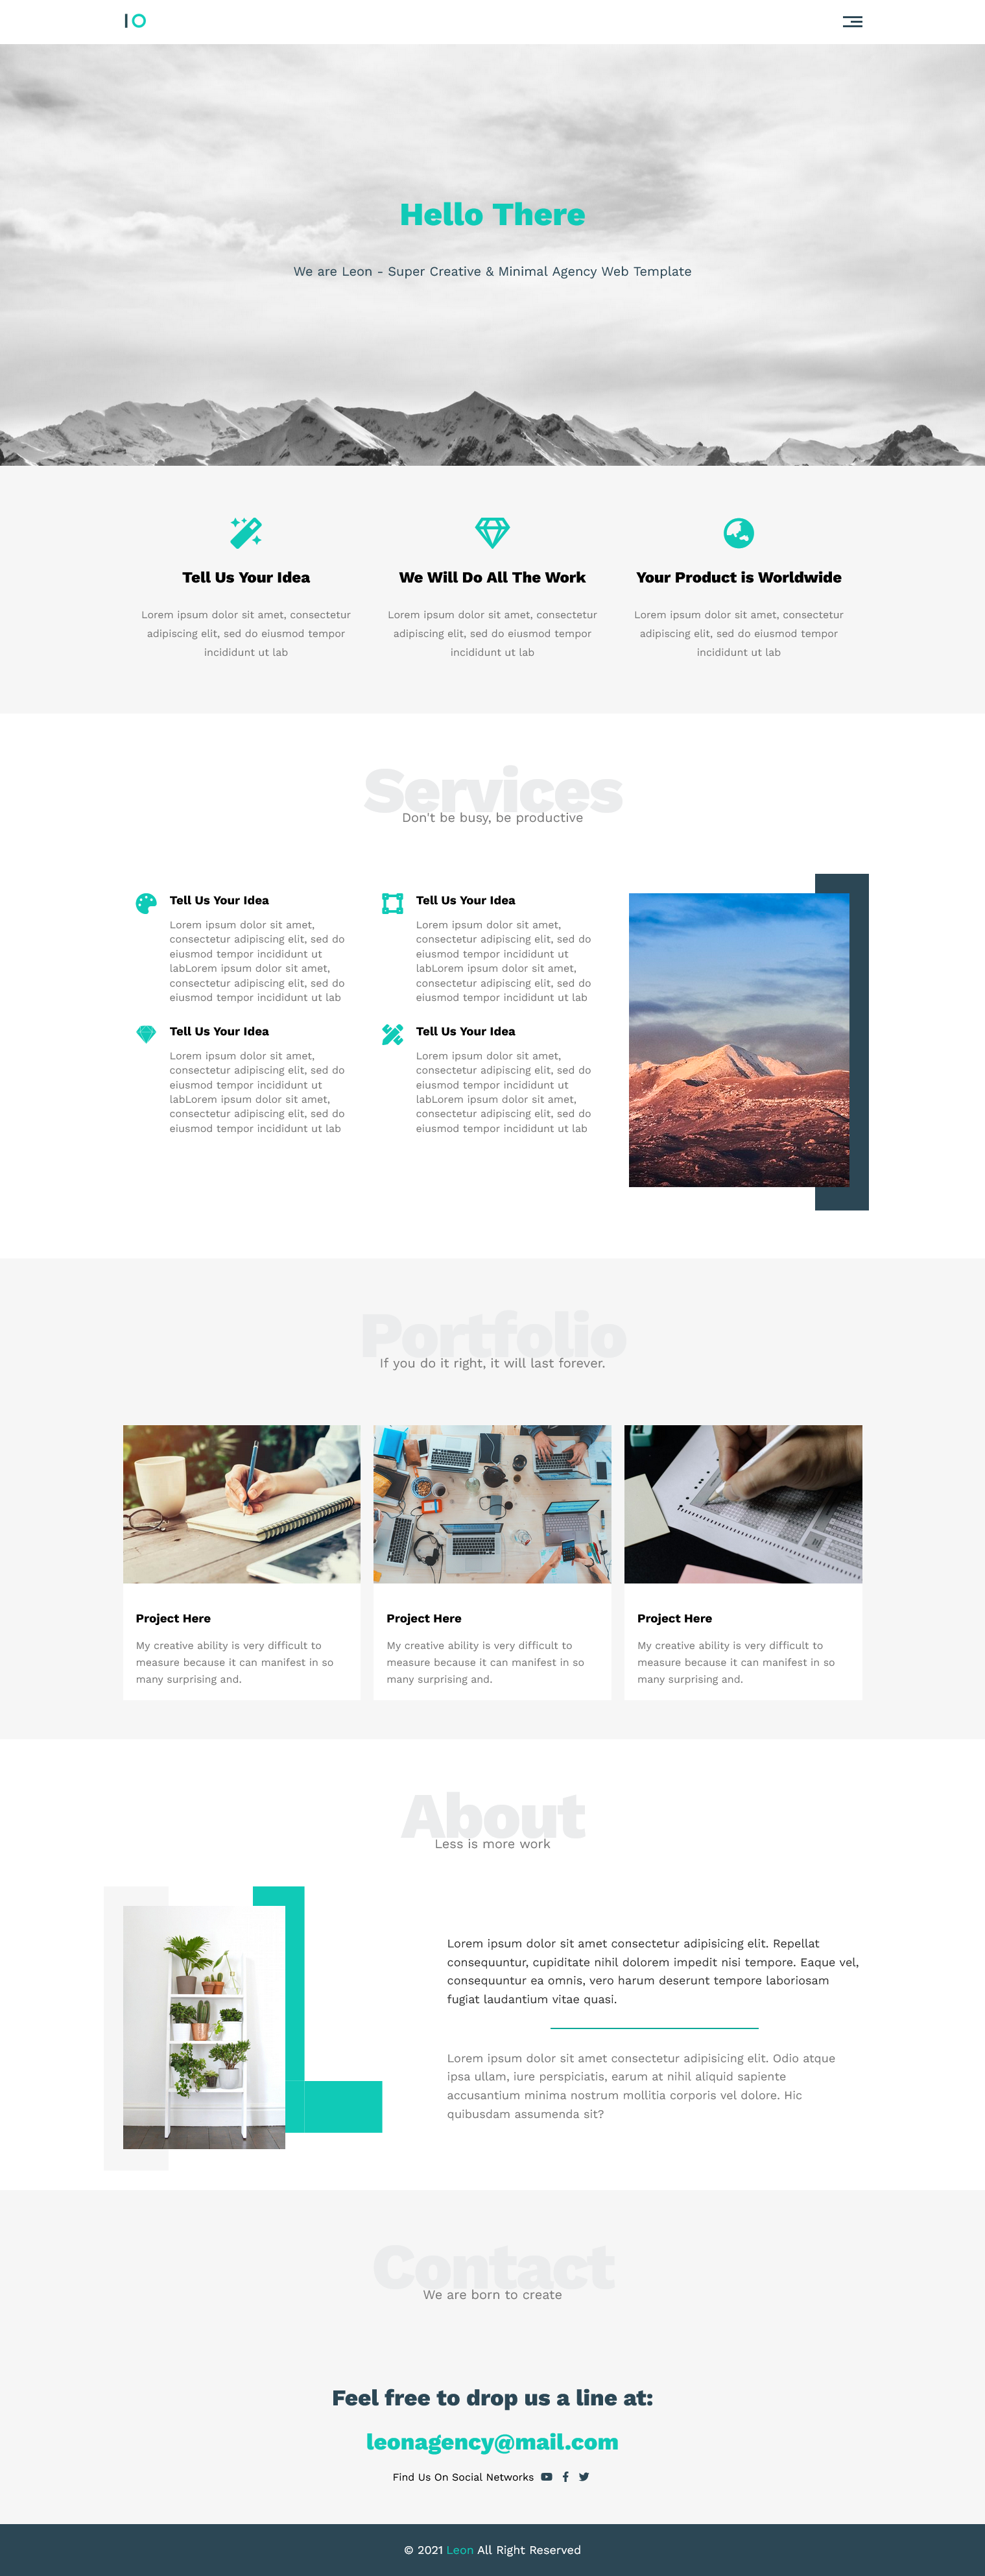 IO
Hello There
We are Leon - Super Creative & Minimal Agency Web Template
Tell Us Your Idea
Lorem ipsum dolor sit amet, consectetur
adipiscing elit, sed do eiusmod tempor
incididunt ut lab
We Will Do All The Work
Lorem ipsum dolor sit amet, consectetur
adipiscing elit, sed do eiusmod tempor
incididunt ut lab
Your Product is Worldwide
Lorem ipsum dolor sit amet, consectetur
adipiscing elit, sed do eiusmod tempor
incididunt ut lab
Services
Don't be busy, be productive
Tell Us Your Idea
Lorem ipsum dolor sit amet,
consectetur adipiscing elit, sed do
eiusmod tempor incididunt ut
labLorem ipsum dolor sit amet,
consectetur adipiscing elit, sed do
eiusmod tempor incididunt ut lab
Tell Us Your Idea
Lorem ipsum dolor sit amet,
consectetur adipiscing elit, sed do
eiusmod tempor incididunt ut
labLorem ipsum dolor sit amet,
consectetur adipiscing elit, sed do
eiusmod tempor incididunt ut lab
Tell Us Your Idea
Lorem ipsum dolor sit amet,
consectetur adipiscing elit, sed do
eiusmod tempor incididunt ut
labLorem ipsum dolor sit amet,
consectetur adipiscing elit, sed do
eiusmod tempor incididunt ut lab
Tell Us Your Idea
Lorem ipsum dolor sit amet,
consectetur adipiscing elit, sed do
eiusmod tempor incididunt ut
labLorem ipsum dolor sit amet,
consectetur adipiscing elit, sed do
eiusmod tempor incididunt ut lab
Portfolio
If you do it right, it will last forever.
Project Here
My creative ability is very difficult to
measure because it can manifest in so
many surprising and.
Project Here
My creative ability is very difficult to
measure because it can manifest in so
many surprising and.
Project Here
My creative ability is very difficult to
measure because it can manifest in so
many surprising and.
About
Less is more work
Lorem ipsum dolor sit amet consectetur adipisicing elit. Repellat
consequuntur, cupiditate nihil dolorem impedit nisi tempore. Eaque vel,
consequuntur ea omnis, vero harum deserunt tempore laboriosam
fugiat laudantium vitae quasi.
Lorem ipsum dolor sit amet consectetur adipisicing elit. Odio atque
ipsa ullam, iure perspiciatis, earum at nihil aliquid sapiente
accusantium minima nostrum mollitia corporis vel dolore. Hic
quibusdam assumenda sit?
Contact
We are born to create
Feel free to drop us a line at:
leonagency@mail.com
Find Us On Social Networks
© 2021 Leon All Right Reserved